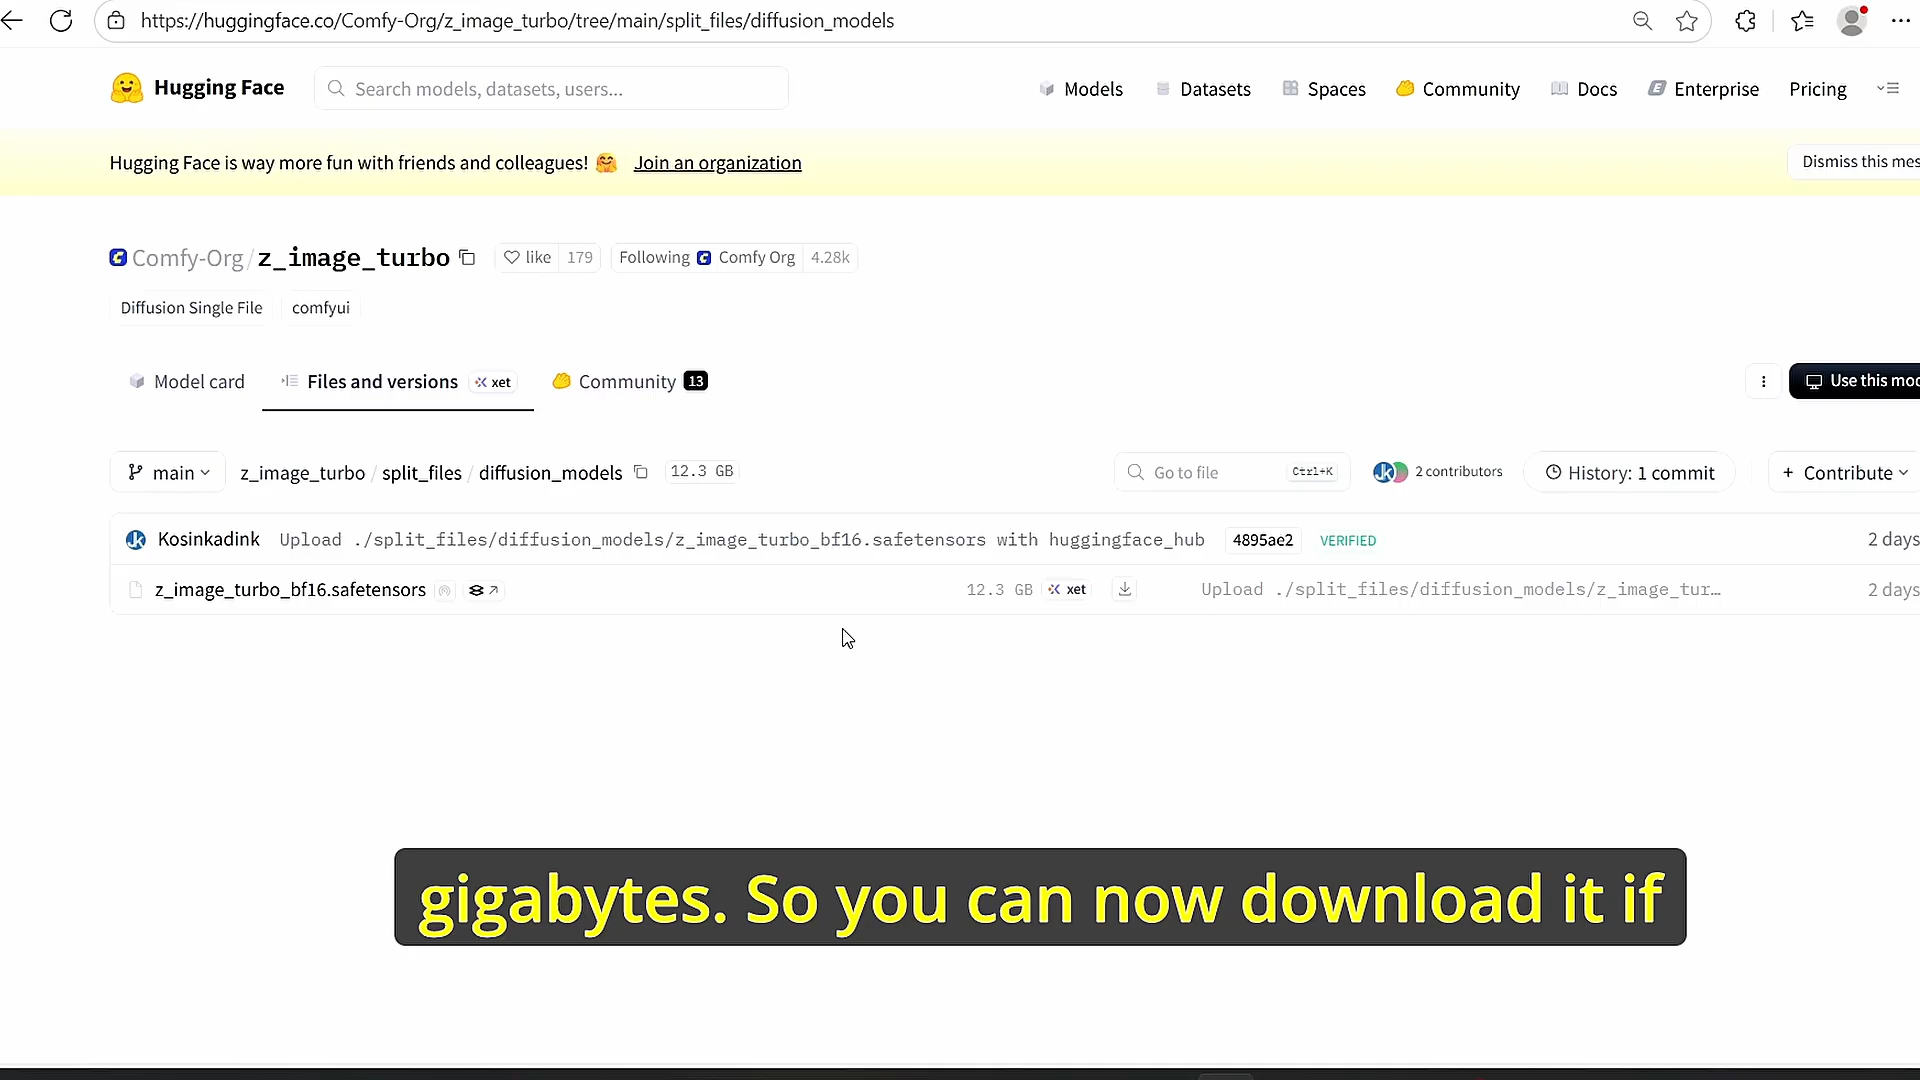 https://huggingface.co/Comfy-Org/z_image_turbo/tree/main/split_files/diffusion_models
Hugging Face
Search models, datasets, users...
Models
Datasets
Spaces
Community
Docs
Enterprise
Pricing
Hugging Face is way more fun with friends and colleagues! 🤗 Join an organization
Dismiss this mes
Comfy-Org/z_image_turbo
like 179
Following Comfy Org 4.28k
Diffusion Single File
comfyui
Model card
Files and versions xet
Community 13
Use this mod
main
z_image_turbo / split_files / diffusion_models
12.3 GB
Go to file Ctrl+K
2 contributors
History: 1 commit
+ Contribute
Kosinkadink Upload ./split_files/diffusion_models/z_image_turbo_bf16.safetensors with huggingface_hub 4895ae2 VERIFIED 2 days
z_image_turbo_bf16.safetensors 12.3 GB xet Upload ./split_files/diffusion_models/z_image_tur… 2 days
gigabytes. So you can now download it if